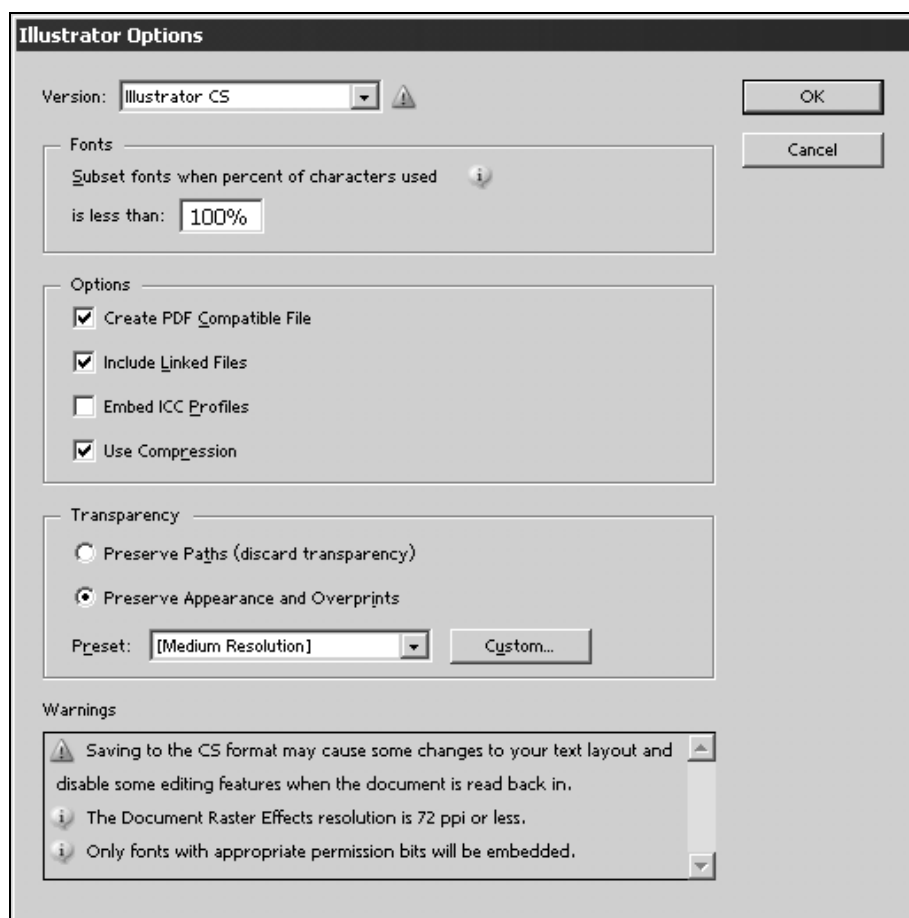 Illustrator Options
Version: Illustrator CS
OK
Cancel
Fonts
Subset fonts when percent of characters used
is less than: 100%
Options
Create PDF Compatible File
Include Linked Files
Embed ICC Profiles
Use Compression
Transparency
Preserve Paths (discard transparency)
Preserve Appearance and Overprints
Preset: [Medium Resolution] Custom...
Warnings
Saving to the CS format may cause some changes to your text layout and
disable some editing features when the document is read back in.
The Document Raster Effects resolution is 72 ppi or less.
Only fonts with appropriate permission bits will be embedded.